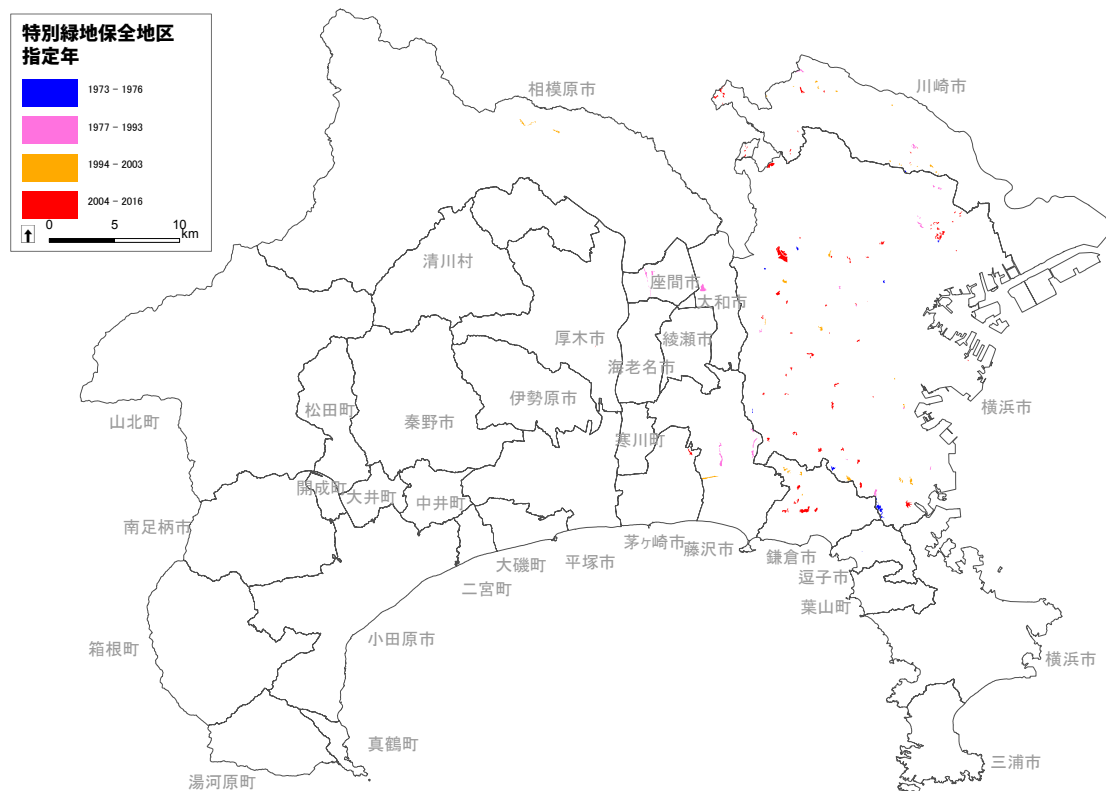 特別緑地保全地区
指定年
1973 - 1976
1977 - 1993
1994 - 2003
2004 - 2016
0 5 10
km
相模原市
川崎市
清川村
座間市
大和市
厚木市
綾瀬市
海老名市
伊勢原市
松田町
秦野市
山北町
寒川町
横浜市
開成町
大井町
中井町
南足柄市
茅ヶ崎市
藤沢市
大磯町
平塚市
鎌倉市
二宮町
逗子市
葉山町
小田原市
箱根町
横浜市
真鶴町
三浦市
湯河原町